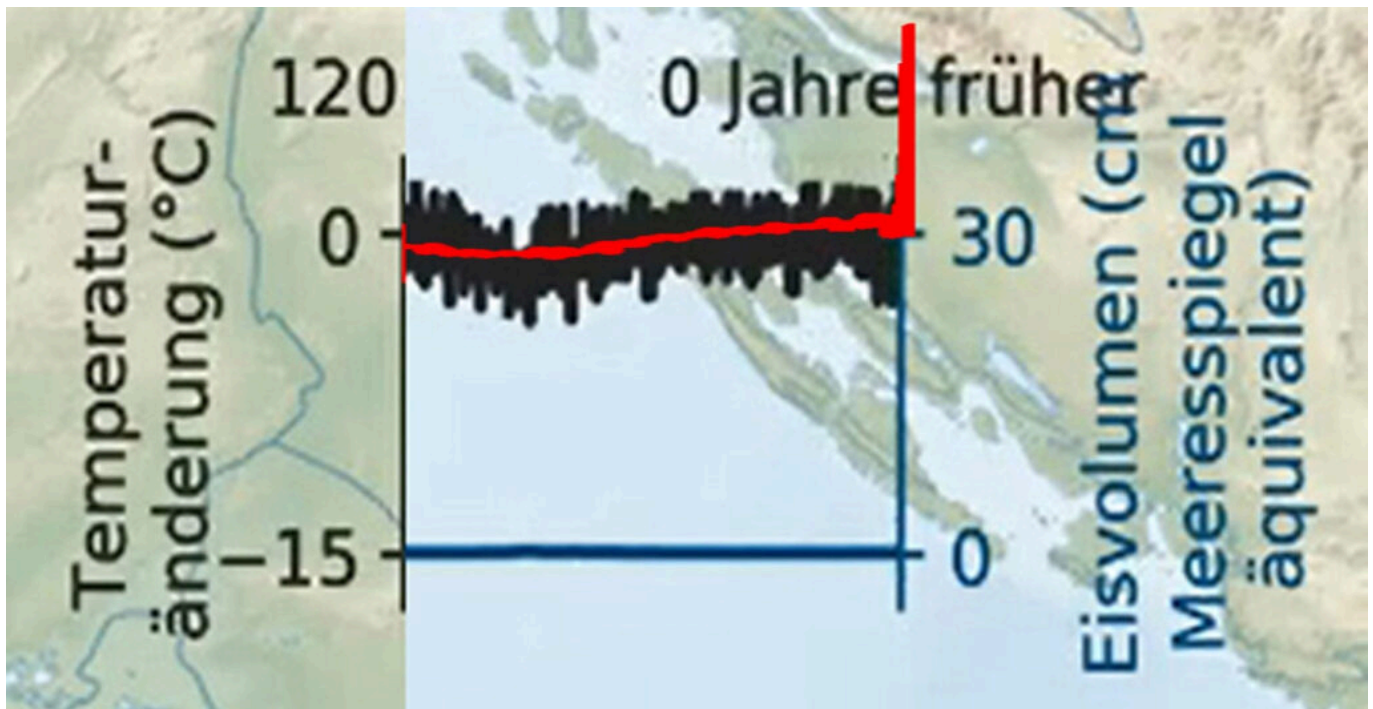 120
0 Jahre früher
Temperatur-
änderung (°C)
0
−15
30
0
Eisvolumen (cm
Meeresspiegel
äquivalent)